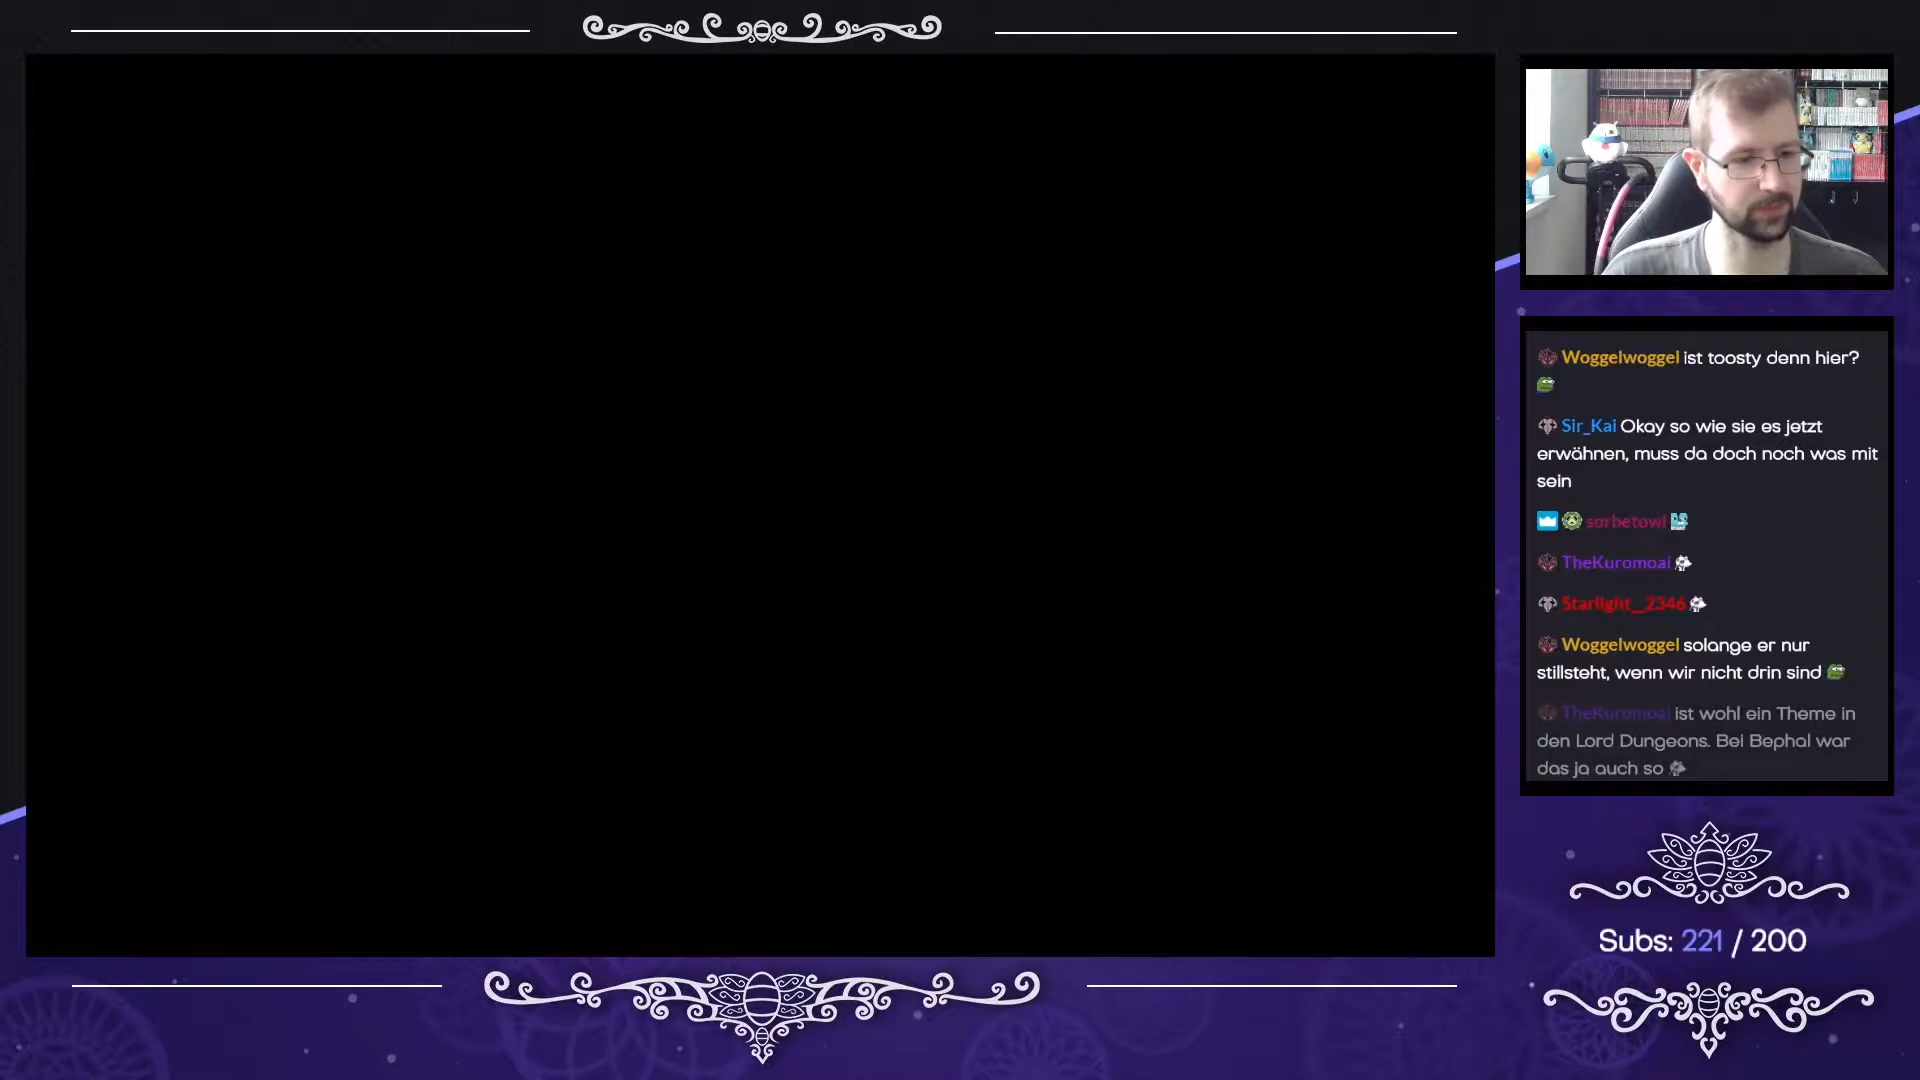 Woggelwoggel ist toosty denn hier?
Sir_Kai Okay so wie sie es jetzt
erwähnen, muss da doch noch was mit
sein
sorbetowl
TheKuromoai
Starlight__2346
Woggelwoggel solange er nur
stillsteht, wenn wir nicht drin sind
TheKuromoai ist wohl ein Theme in
den Lord Dungeons. Bei Bephal war
das ja auch so
Subs: 221 / 200